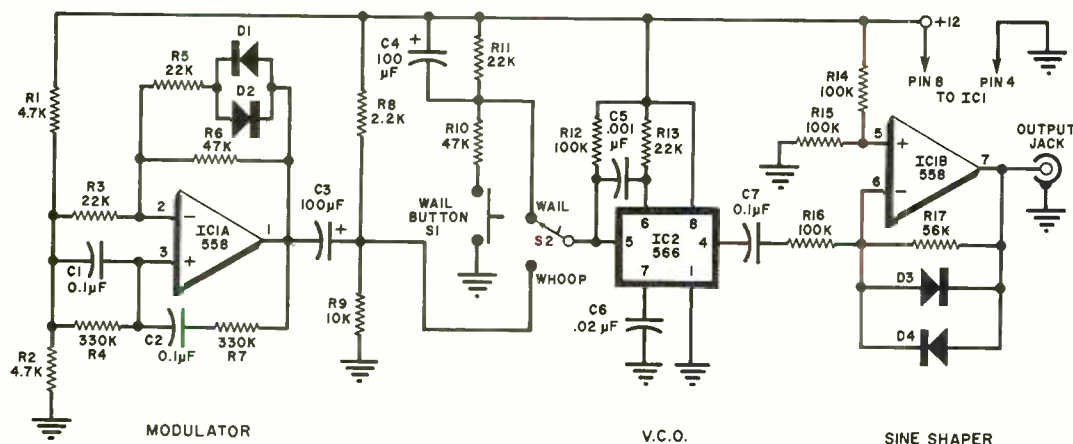 R1
4.7K
R5
22K
D1
D2
R6
47K
R3
22K
2
−
IC1A
558
1
3
+
C1
0.1µF
330K
R4
C2
0.1µF
330K
R7
R2
4.7K
MODULATOR
C3
100µF
+
R8
2.2K
R9
10K
C4
100
µF
+
R11
22K
R10
47K
WAIL
BUTTON
S1
WAIL
S2
WHOOP
R12
100K
C5
.001
µF
R13
22K
6
8
5
IC2
566
4
7
1
C6
.02 µF
V.C.O.
C7
0.1µF
R16
100K
R14
100K
R15
100K
+12
PIN 8
PIN 4
TO IC1
5
+
IC1B
558
7
6
−
R17
56K
D3
D4
OUTPUT
JACK
SINE SHAPER